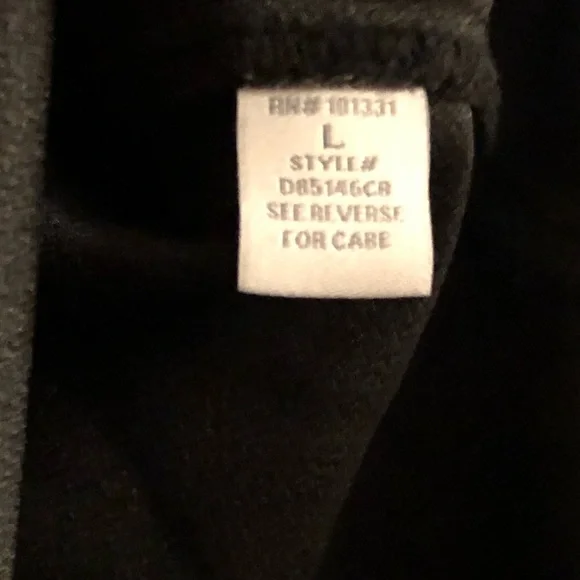 RN# 101331
L
STYLE#
D85146CR
SEE REVERSE
FOR CARE